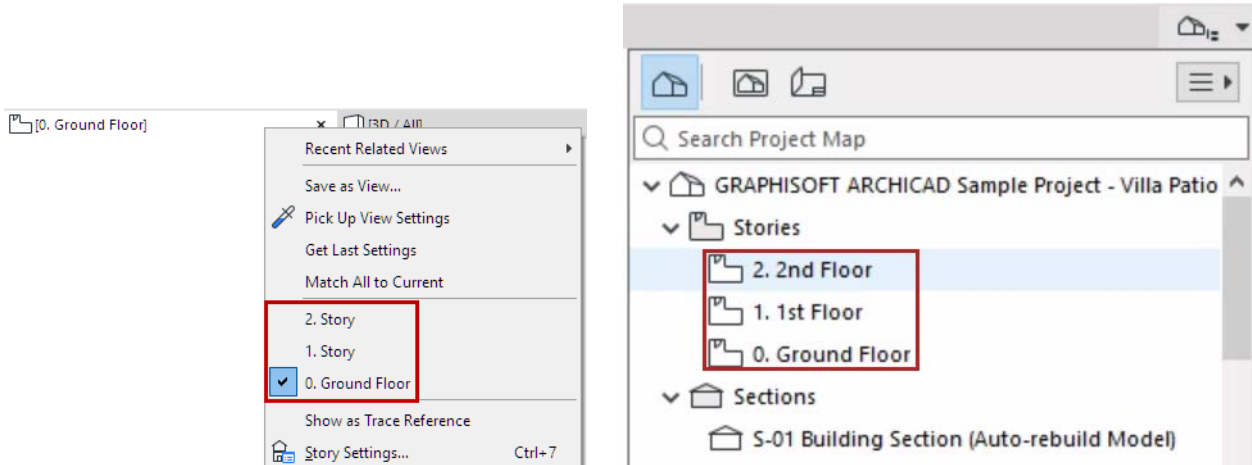 [0. Ground Floor]
[3D / All]
Recent Related Views
Save as View...
Pick Up View Settings
Get Last Settings
Match All to Current
2. Story
1. Story
0. Ground Floor
Show as Trace Reference
Story Settings... Ctrl+7
Search Project Map
GRAPHISOFT ARCHICAD Sample Project - Villa Patio
Stories
2. 2nd Floor
1. 1st Floor
0. Ground Floor
Sections
S-01 Building Section (Auto-rebuild Model)